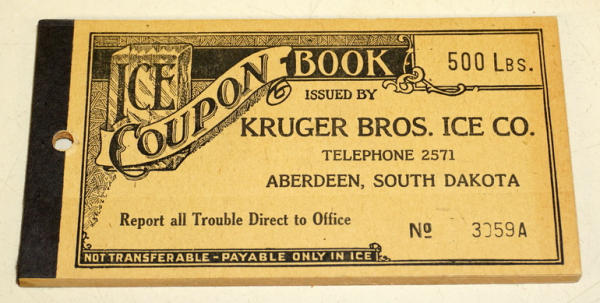 ICE
COUPON BOOK
500 LBS.
ISSUED BY
KRUGER BROS. ICE CO.
TELEPHONE 2571
ABERDEEN, SOUTH DAKOTA
Report all Trouble Direct to Office
No 3059A
NOT TRANSFERABLE - PAYABLE ONLY IN ICE